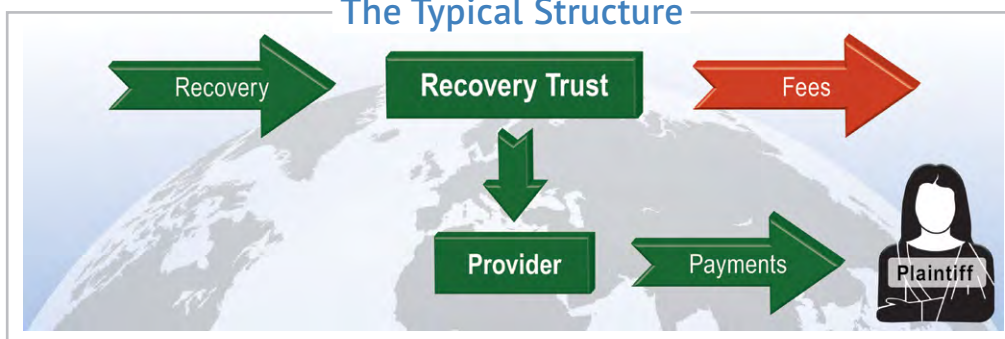 The Typical Structure
Recovery
Recovery Trust
Fees
Provider
Payments
Plaintiff